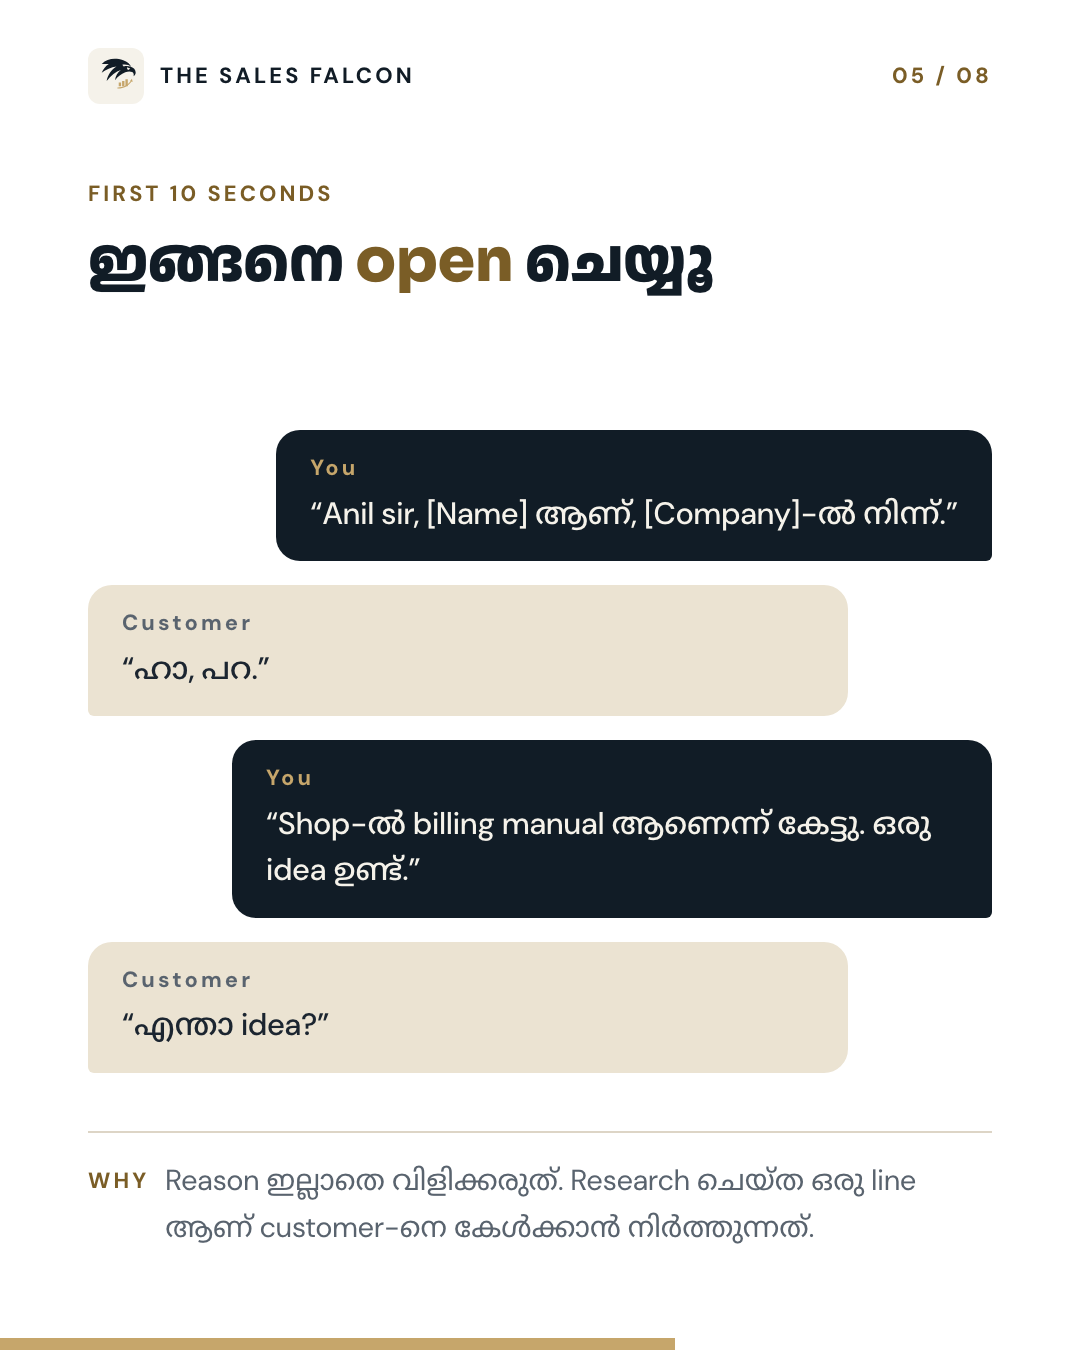 THE SALES FALCON
05 / 08
FIRST 10 SECONDS
ഇങ്ങനെ open ചെയ്യൂ
You
“Anil sir, [Name] ആണ്, [Company]-ൽ നിന്ന്.”
Customer
“ഹാ, പറ.”
You
“Shop-ൽ billing manual ആണെന്ന് കേട്ടു. ഒരു
idea ഉണ്ട്.”
Customer
“എന്താ idea?”
WHY Reason ഇല്ലാതെ വിളിക്കരുത്. Research ചെയ്ത ഒരു line
ആണ് customer-നെ കേൾക്കാൻ നിർത്തുന്നത്.